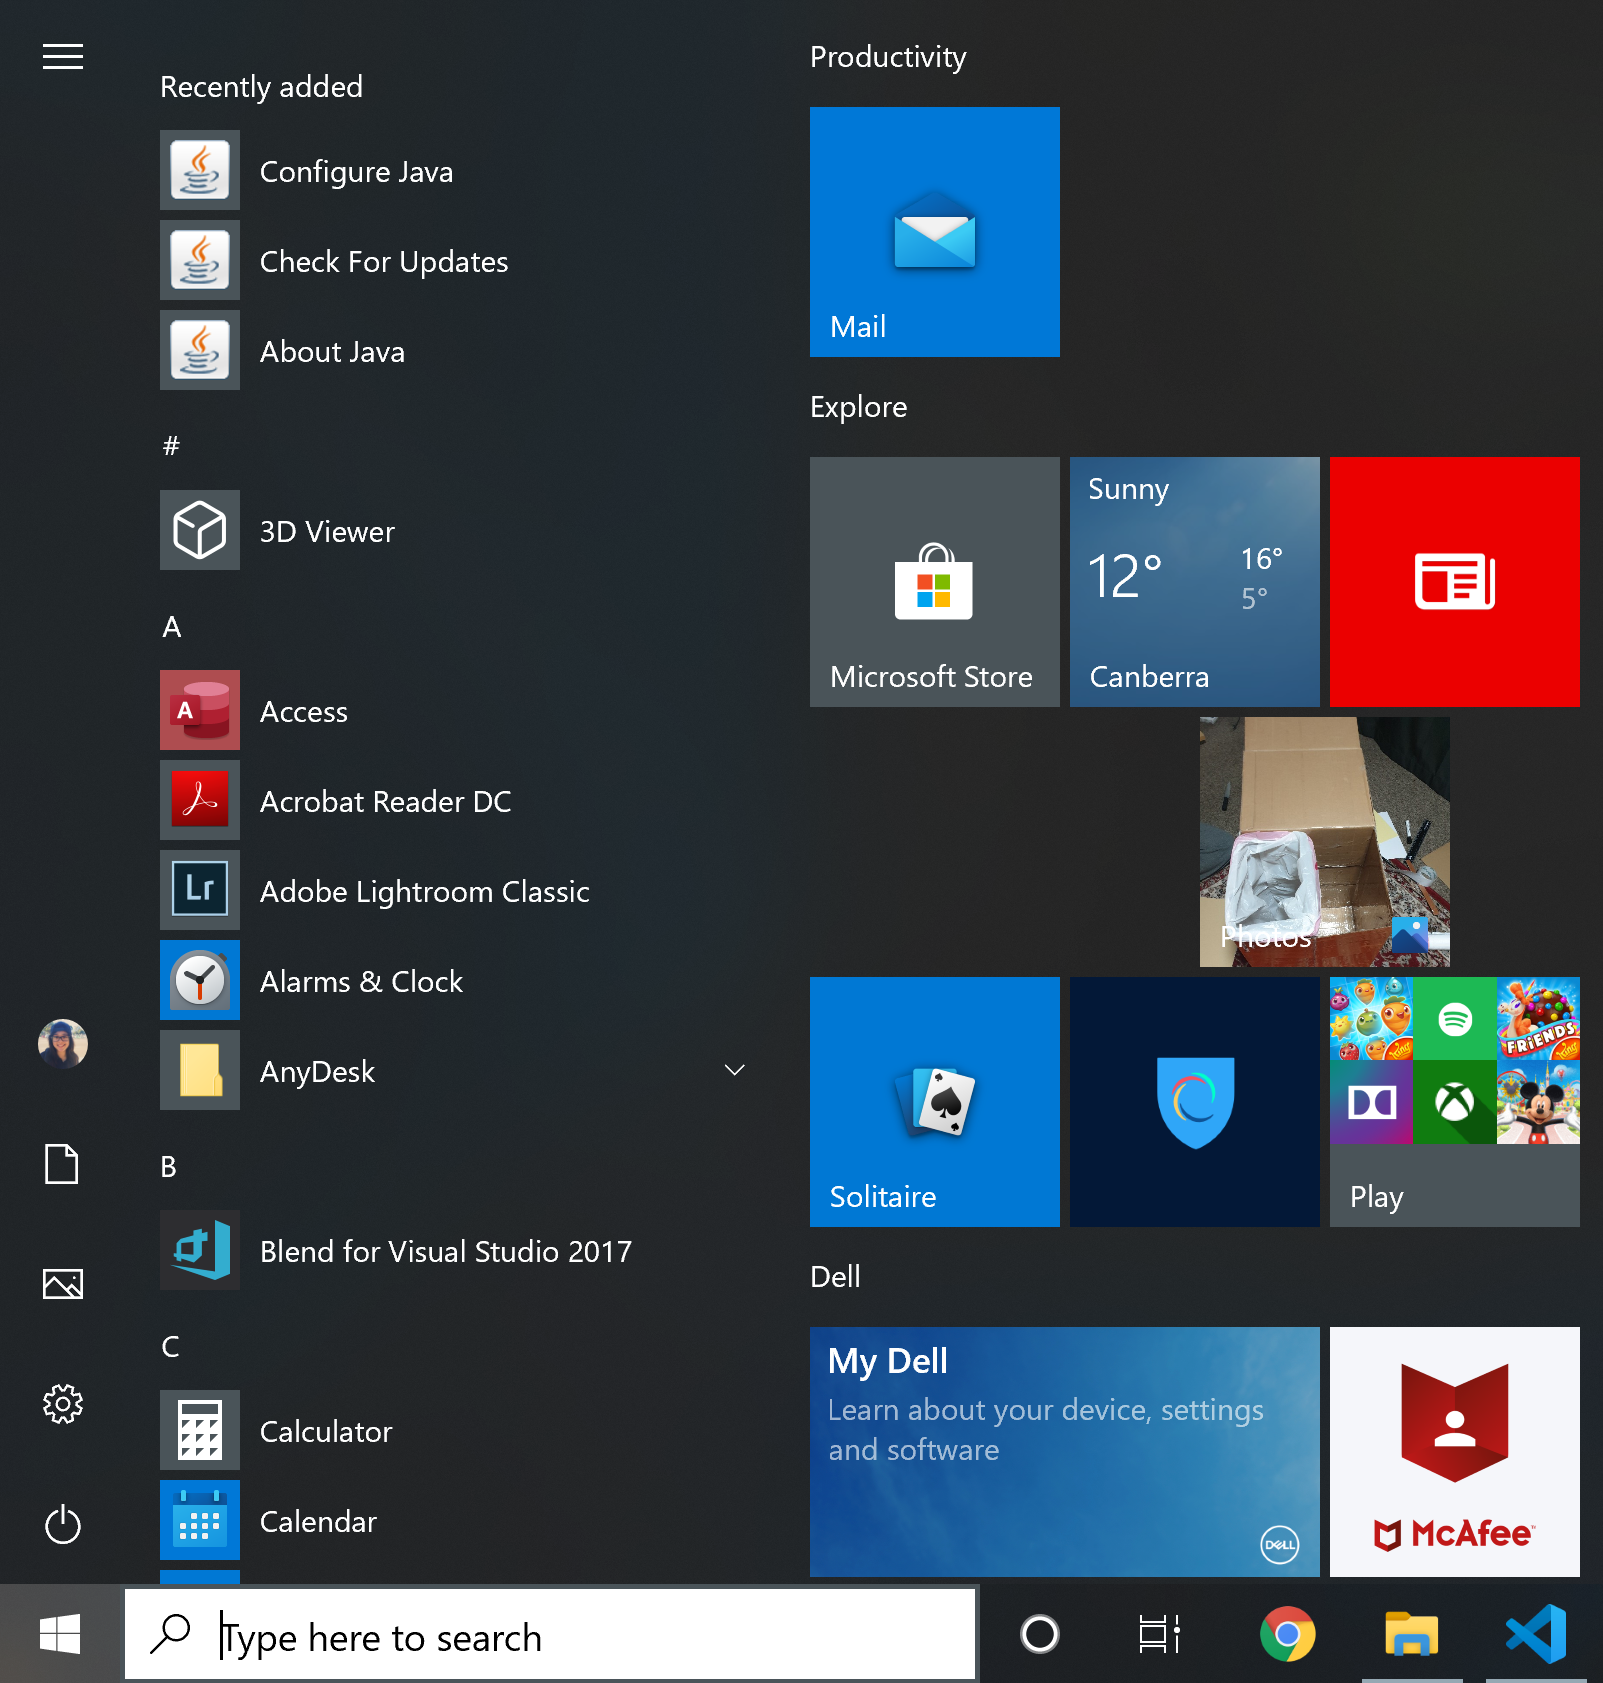 Recently added
Configure Java
Check For Updates
About Java
#
3D Viewer
A
Access
Acrobat Reader DC
Lr
Adobe Lightroom Classic
Alarms & Clock
AnyDesk
B
Blend for Visual Studio 2017
C
Calculator
Calendar
Productivity
Mail
Explore
Microsoft Store
Sunny
12°
16°
5°
Canberra
Photos
Solitaire
FRIENDS
King
King
Play
Dell
My Dell
Learn about your device, settings
and software
DELL
McAfee
Type here to search